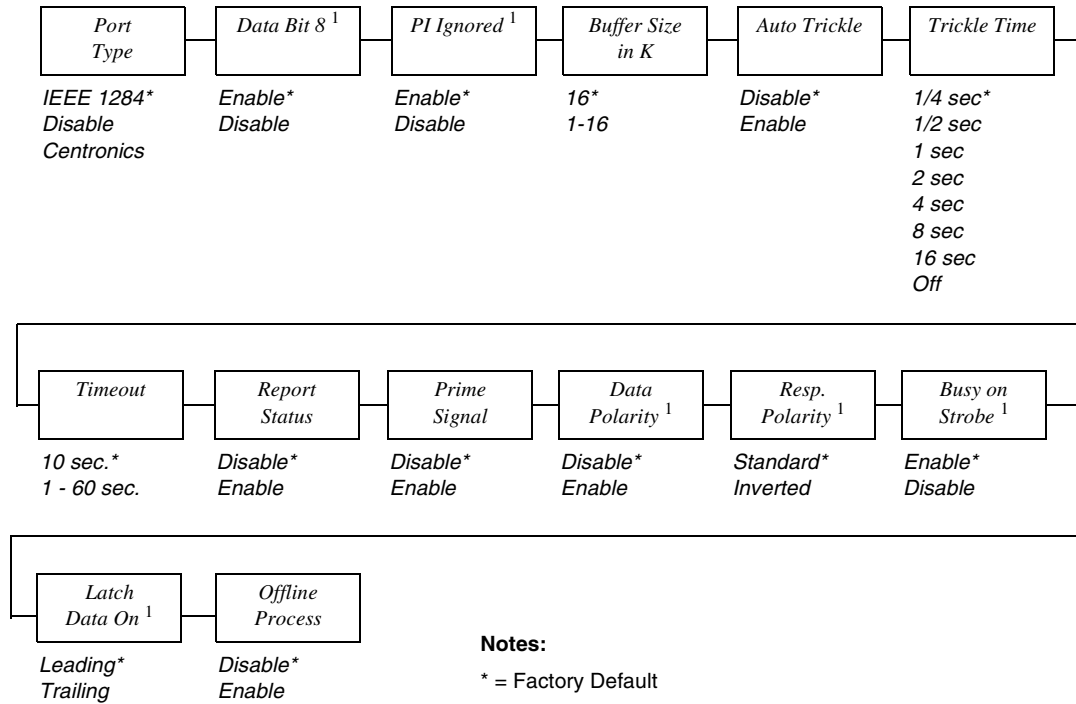 Port
Type
Data Bit 8 1
PI Ignored 1
Buffer Size
in K
Auto Trickle
Trickle Time
IEEE 1284*
Disable
Centronics
Enable*
Disable
Enable*
Disable
16*
1-16
Disable*
Enable
1/4 sec*
1/2 sec
1 sec
2 sec
4 sec
8 sec
16 sec
Off
Timeout
Report
Status
Prime
Signal
Data
Polarity 1
Resp.
Polarity 1
Busy on
Strobe 1
10 sec.*
1 - 60 sec.
Disable*
Enable
Disable*
Enable
Disable*
Enable
Standard*
Inverted
Enable*
Disable
Latch
Data On 1
Offline
Process
Leading*
Trailing
Disable*
Enable
Notes:
* = Factory Default